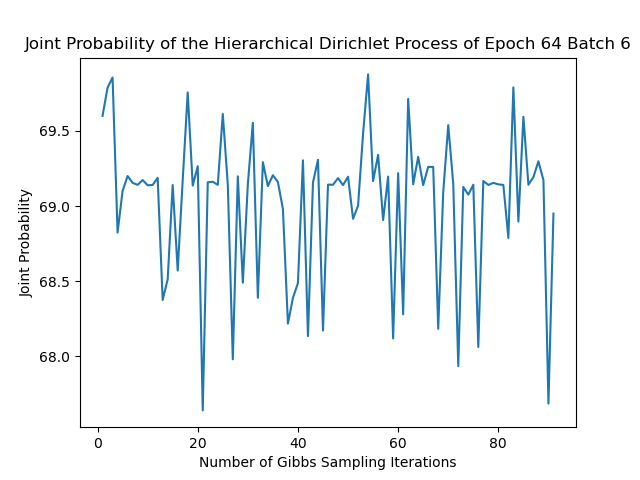 Joint Probability of the Hierarchical Dirichlet Process of Epoch 64 Batch 6
69.5
69.0
68.5
68.0
Joint Probability
0 20 40 60 80
Number of Gibbs Sampling Iterations